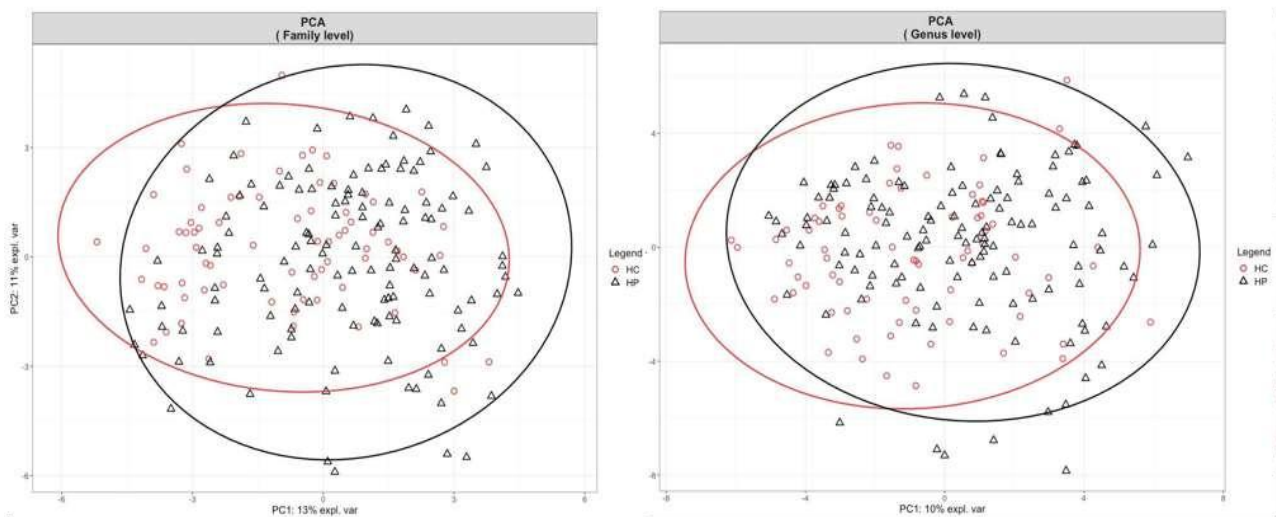 PCA
( Family level)
PC2: 11% expl. var
3
0
-3
-6
-6
-3
0
3
6
PC1: 13% expl. var
Legend
HC
HP
PCA
( Genus level)
4
0
-4
-8
-8
-4
0
4
8
PC1: 10% expl. var
Legend
HC
HP